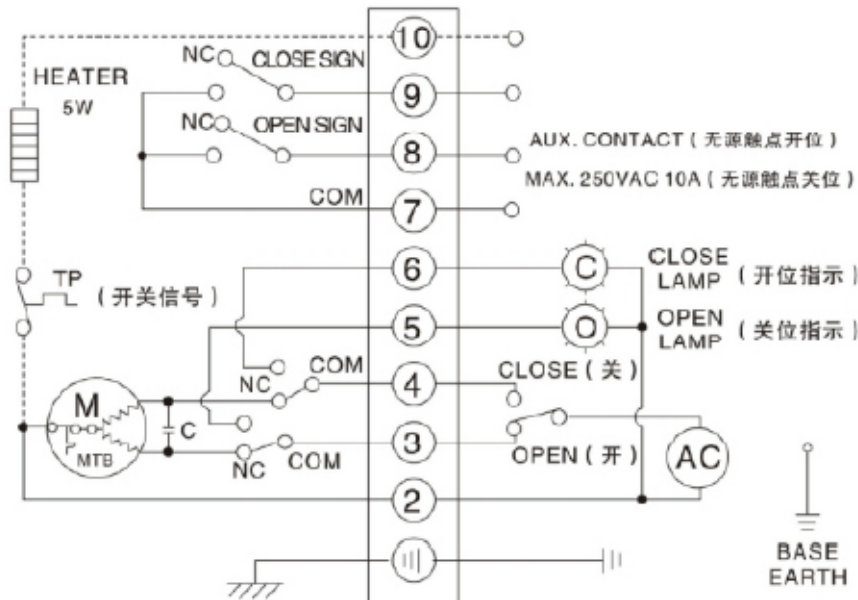 10
NC CLOSE SIGN
HEATER
5W
9
NC OPEN SIGN
8
AUX. CONTACT ( 无源触点开位 )
MAX. 250VAC 10A ( 无源触点关位 )
COM
7
6
C
CLOSE
LAMP ( 开位指示 )
TP
( 开关信号 )
5
O
OPEN
LAMP ( 关位指示 )
CLOSE ( 关 )
NC
COM
4
M
C
MTB
NC
COM
3
OPEN ( 开 )
AC
2
BASE
EARTH